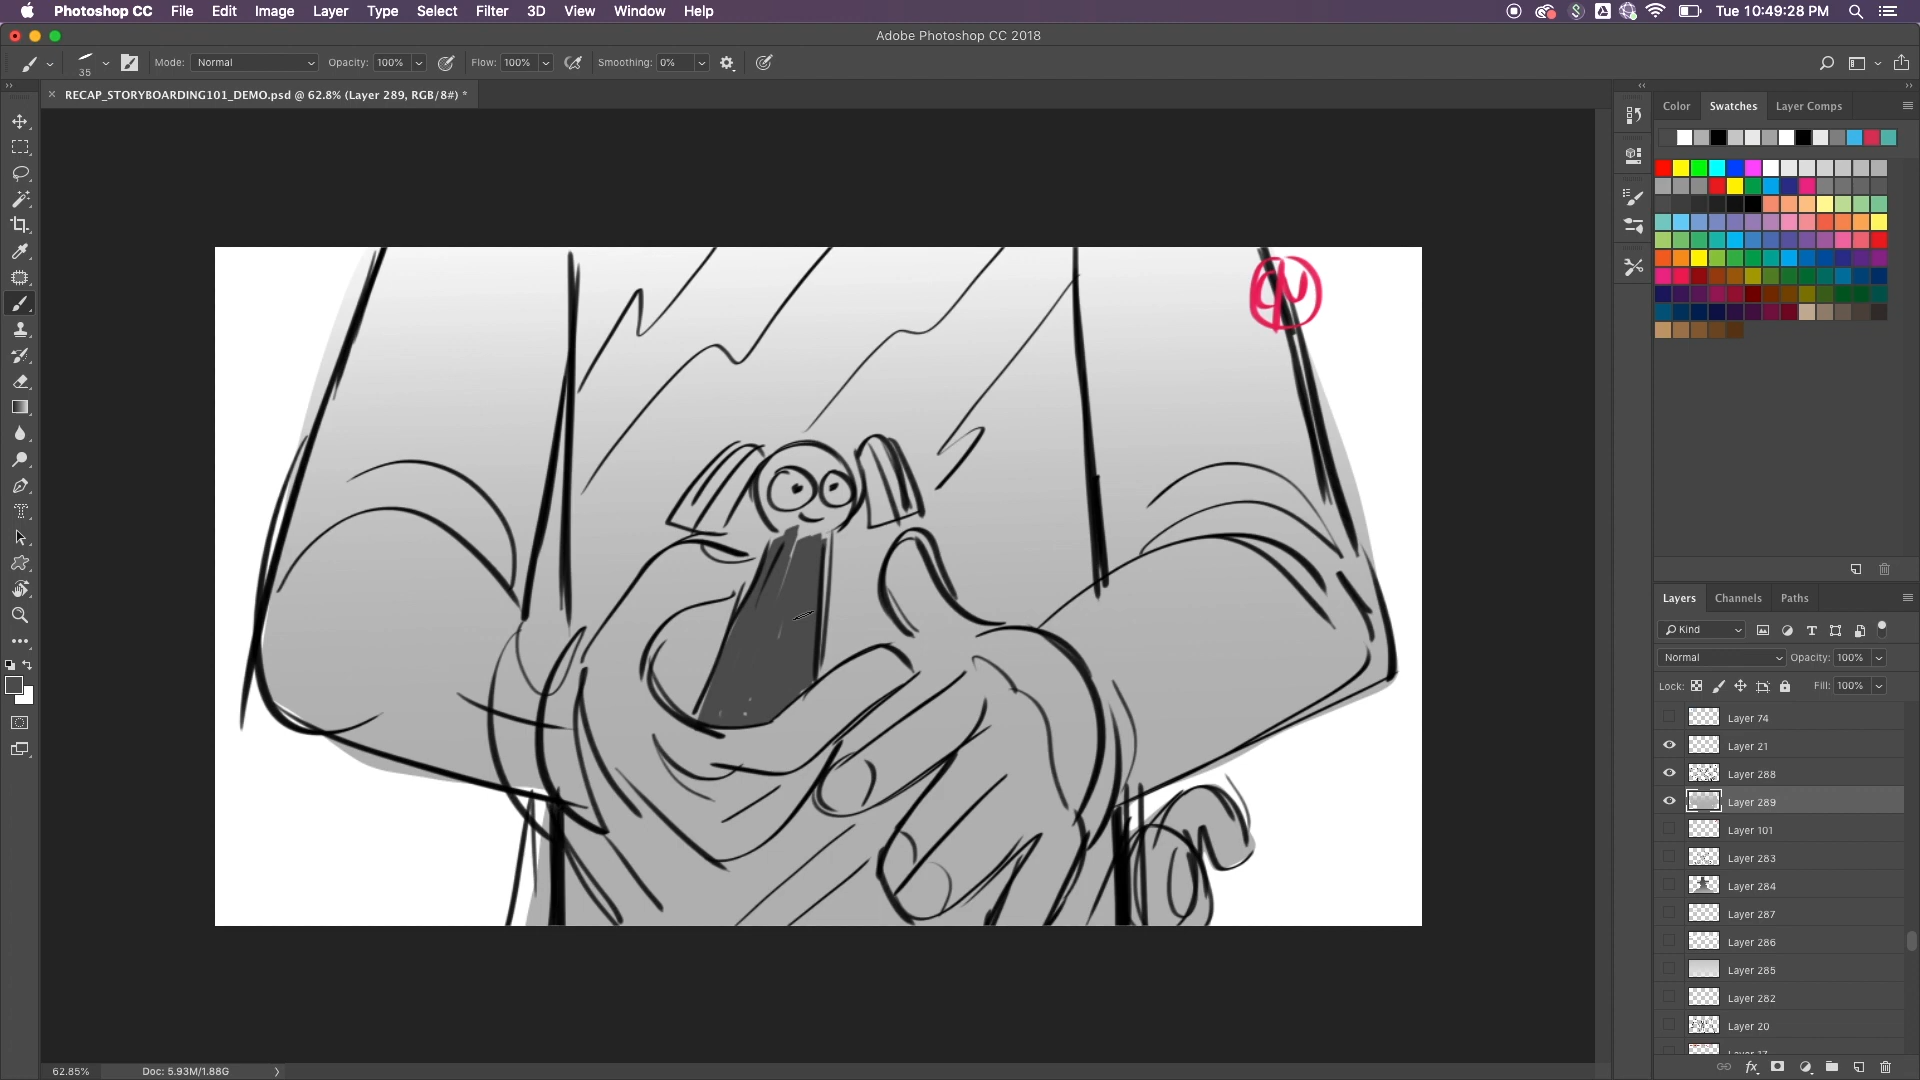 Photoshop CC File Edit Image Layer Type Select Filter 3D View Window Help Tue 10:49:28 PM
Adobe Photoshop CC 2018
35 Mode: Normal Opacity: 100% Flow: 100% Smoothing: 0%
RECAP_STORYBOARDING101_DEMO.psd @ 62.8% (Layer 289, RGB/8#) *
Color Swatches Layer Comps
Layers Channels Paths
Kind
Normal Opacity: 100%
Lock: Fill: 100%
Layer 74
Layer 21
Layer 288
Layer 289
Layer 101
Layer 283
Layer 284
Layer 287
Layer 286
Layer 285
Layer 282
Layer 20
62.85% Doc: 5.93M/1.88G